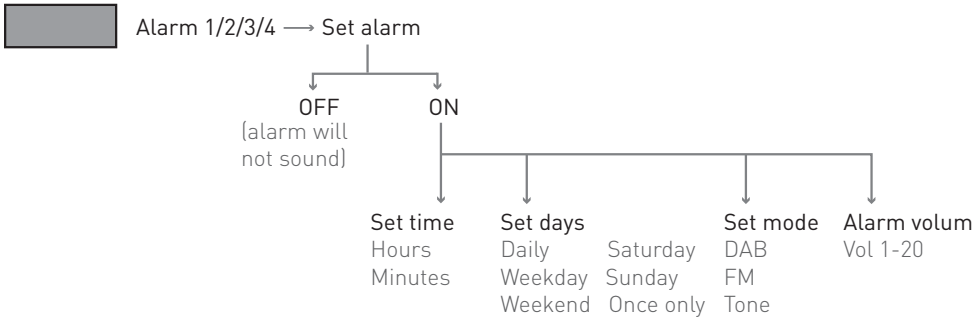 Alarm 1/2/3/4 → Set alarm
OFF ON
(alarm will
not sound)
Set time Set days Set mode Alarm volum
Hours Daily Saturday DAB Vol 1-20
Minutes Weekday Sunday FM
Weekend Once only Tone